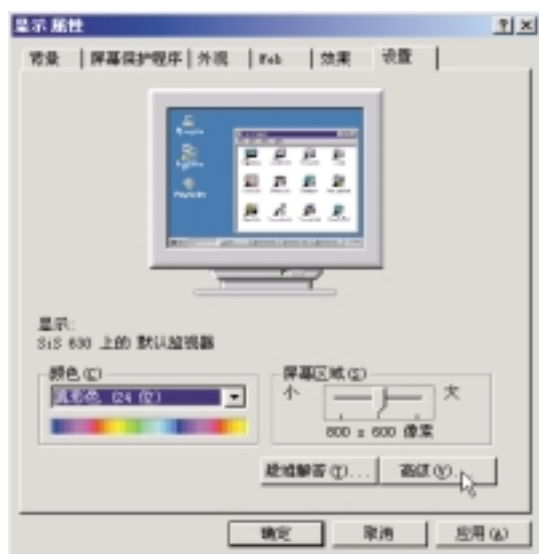 显示 属性
背景 屏幕保护程序 外观 Web 效果 设置
显示:
SiS 630 上的 默认监视器
颜色(C)
真彩色 (24 位)
屏幕区域(S)
小 大
800 x 600 像素
疑难解答(T)... 高级(V)...
确定 取消 应用(A)